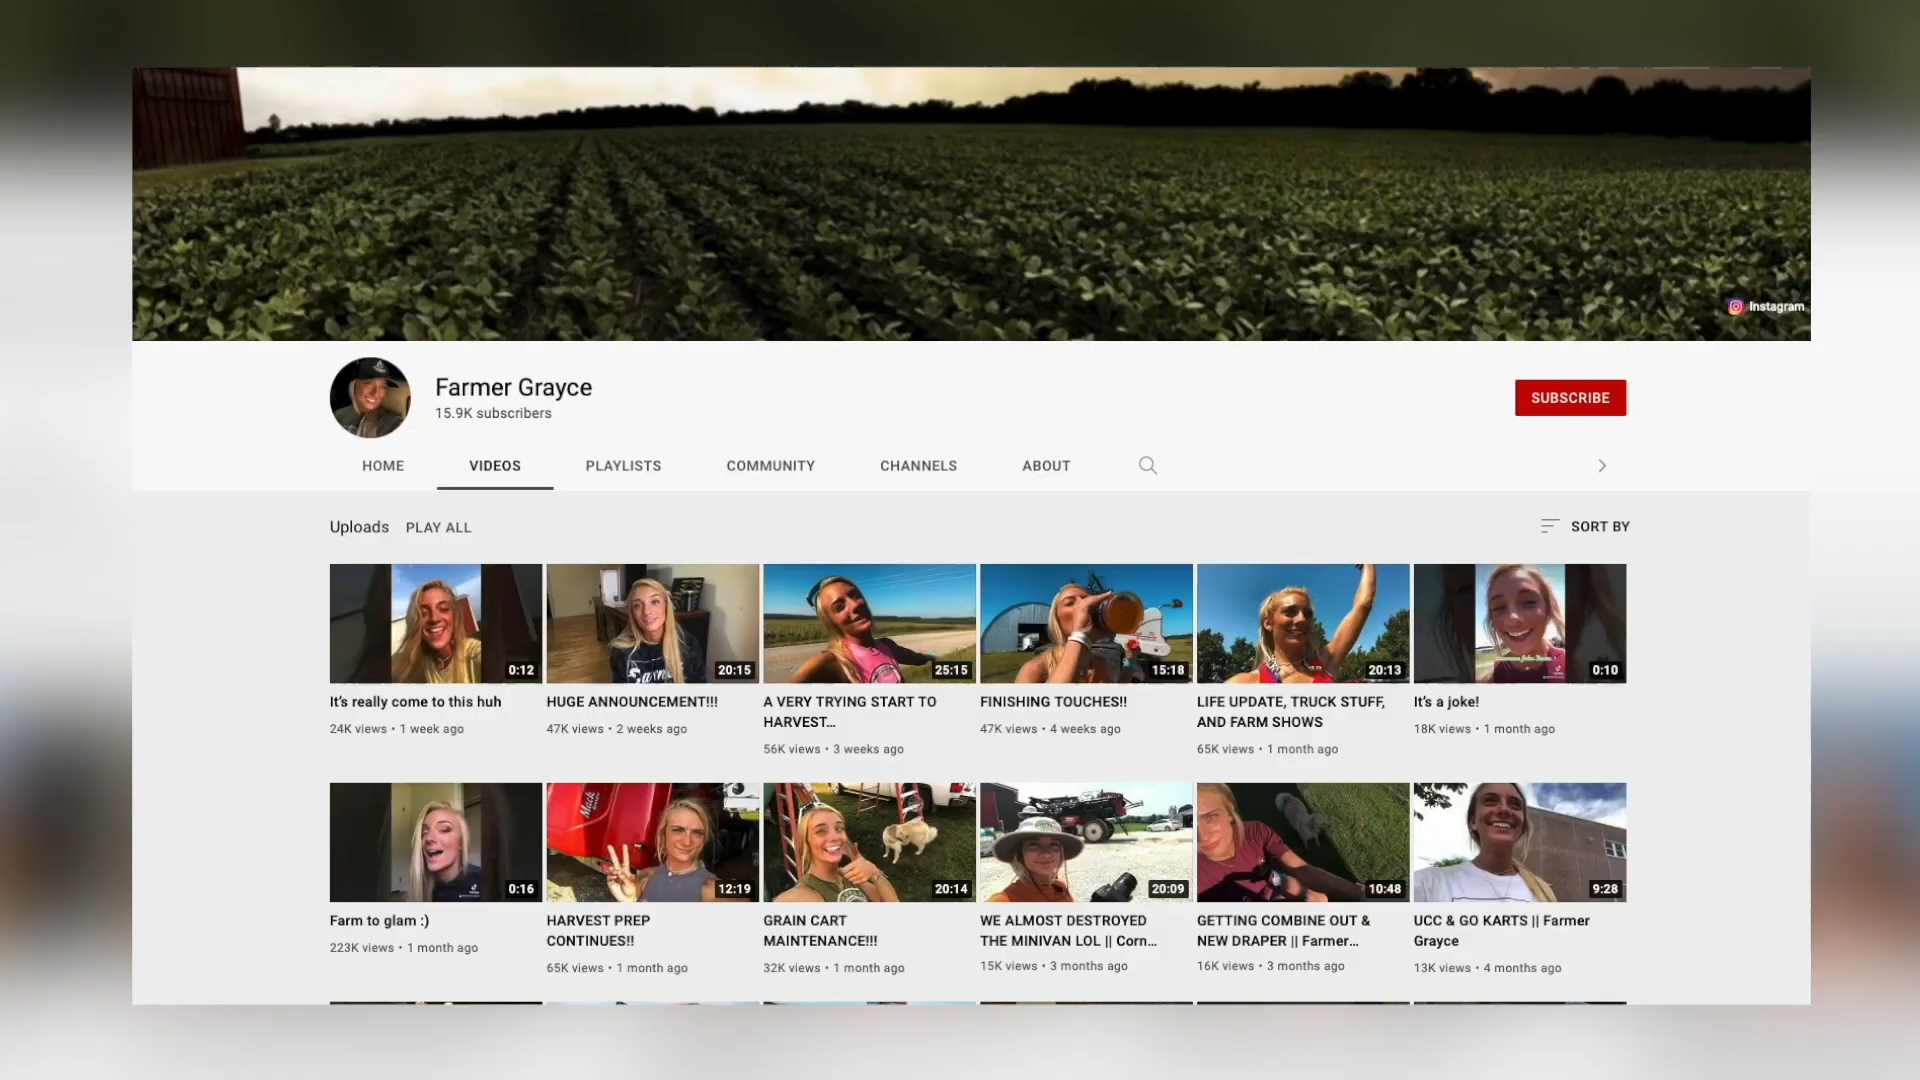 Instagram
Farmer Grayce
15.9K subscribers
SUBSCRIBE
HOME VIDEOS PLAYLISTS COMMUNITY CHANNELS ABOUT
Uploads PLAY ALL SORT BY
0:12 20:15 25:15 15:18 20:13 0:10
It's really come to this huh
24K views • 1 week ago
HUGE ANNOUNCEMENT!!!
47K views • 2 weeks ago
A VERY TRYING START TO
HARVEST...
56K views • 3 weeks ago
FINISHING TOUCHES!!
47K views • 4 weeks ago
LIFE UPDATE, TRUCK STUFF,
AND FARM SHOWS
65K views • 1 month ago
It's a joke!
18K views • 1 month ago
Mack
0:16 12:19 20:14 20:09 10:48 9:28
Farm to glam :)
223K views • 1 month ago
HARVEST PREP
CONTINUES!!
65K views • 1 month ago
GRAIN CART
MAINTENANCE!!!
32K views • 1 month ago
WE ALMOST DESTROYED
THE MINIVAN LOL || Corn...
15K views • 3 months ago
GETTING COMBINE OUT &
NEW DRAPER || Farmer...
16K views • 3 months ago
UCC & GO KARTS || Farmer
Grayce
13K views • 4 months ago